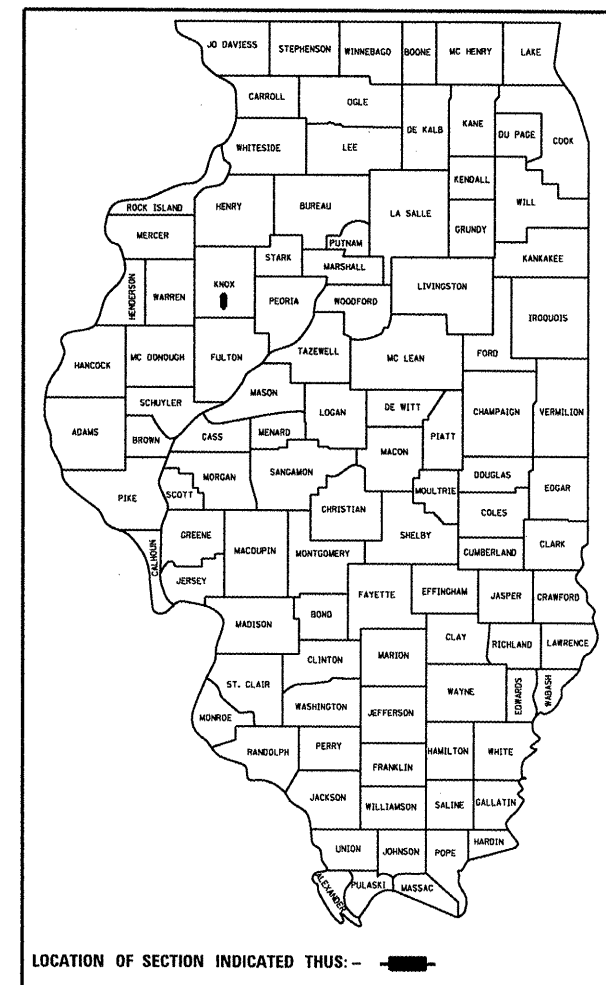 JO DAVIESS
STEPHENSON
WINNEBAGO
BOONE
MC HENRY
LAKE
CARROLL
OGLE
DE KALB
KANE
DU PAGE
COOK
WHITESIDE
LEE
KENDALL
WILL
ROCK ISLAND
HENRY
BUREAU
LA SALLE
GRUNDY
MERCER
PUTNAM
KANKAKEE
STARK
MARSHALL
HENDERSON
WARREN
KNOX
PEORIA
WOODFORD
LIVINGSTON
IROQUOIS
HANCOCK
MC DONOUGH
FULTON
TAZEWELL
MC LEAN
FORD
SCHUYLER
MASON
LOGAN
DE WITT
CHAMPAIGN
VERMILION
ADAMS
BROWN
CASS
MENARD
PIATT
MACON
PIKE
SCOTT
MORGAN
SANGAMON
MOULTRIE
DOUGLAS
EDGAR
CHRISTIAN
COLES
CALHOUN
GREENE
MACOUPIN
MONTGOMERY
SHELBY
CUMBERLAND
CLARK
JERSEY
FAYETTE
EFFINGHAM
JASPER
CRAWFORD
MADISON
BOND
CLAY
RICHLAND
LAWRENCE
CLINTON
MARION
ST. CLAIR
WAYNE
EDWARDS
WABASH
MONROE
WASHINGTON
JEFFERSON
RANDOLPH
PERRY
HAMILTON
WHITE
FRANKLIN
JACKSON
WILLIAMSON
SALINE
GALLATIN
UNION
JOHNSON
POPE
HARDIN
ALEXANDER
PULASKI
MASSAC
LOCATION OF SECTION INDICATED THUS: -